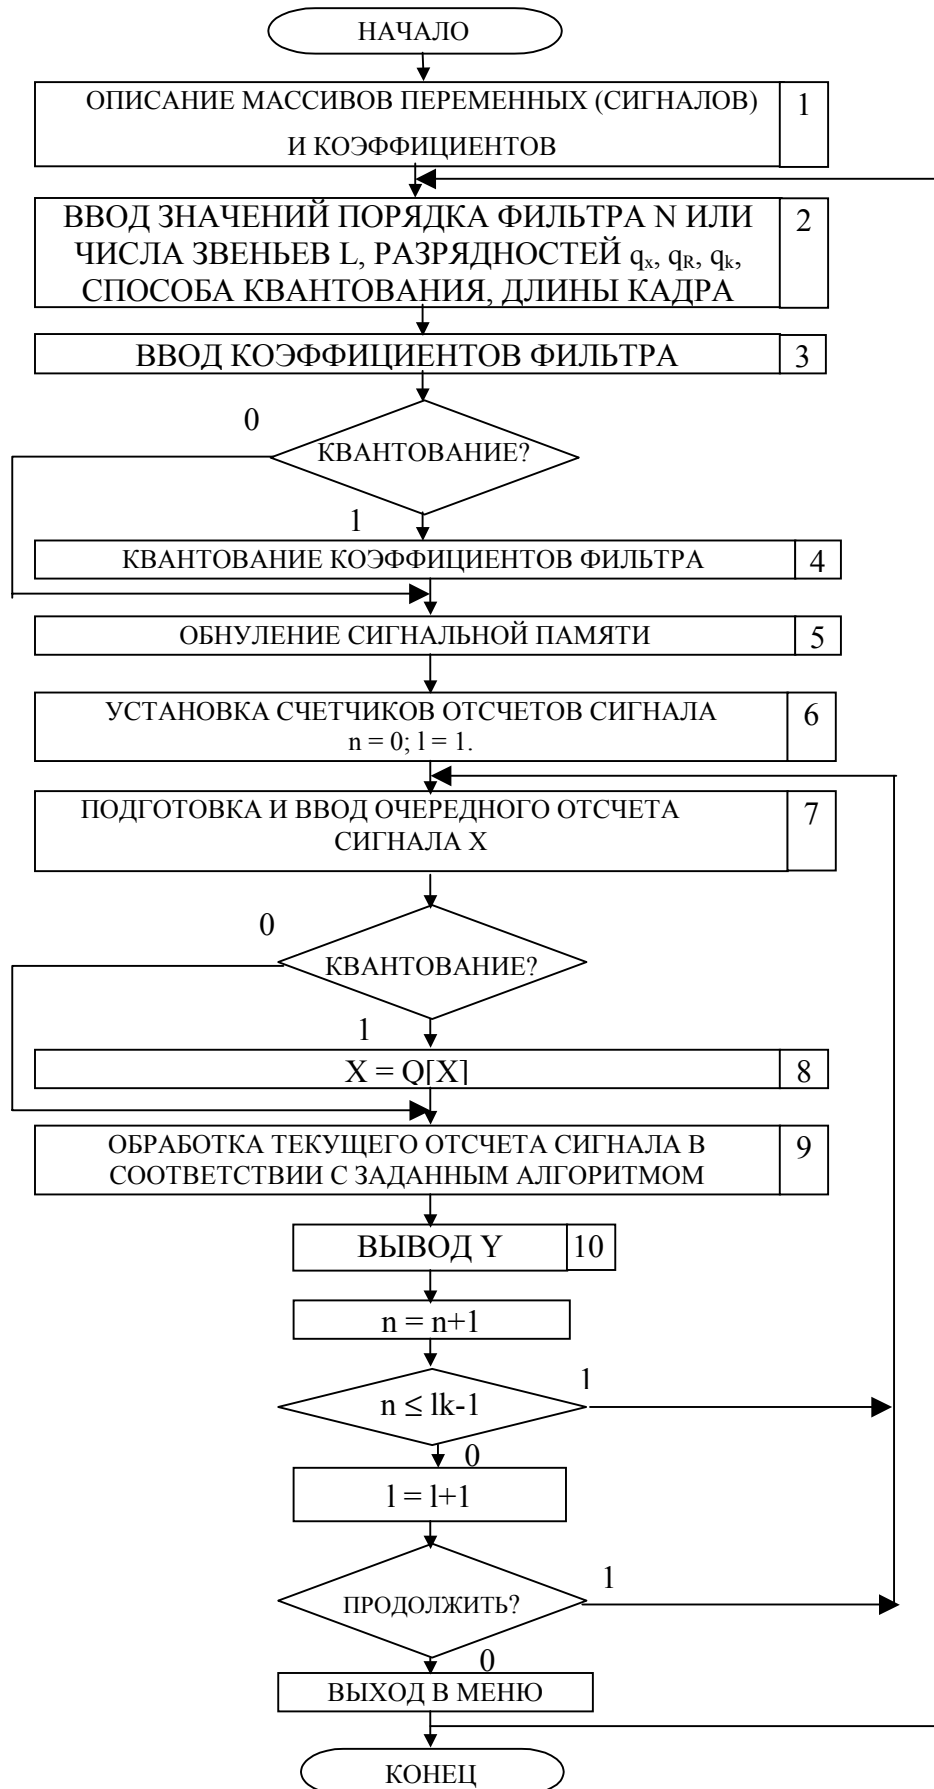 НАЧАЛО
ОПИСАНИЕ МАССИВОВ ПЕРЕМЕННЫХ (СИГНАЛОВ)
И КОЭФФИЦИЕНТОВ
1
ВВОД ЗНАЧЕНИЙ ПОРЯДКА ФИЛЬТРА N ИЛИ
ЧИСЛА ЗВЕНЬЕВ L, РАЗРЯДНОСТЕЙ qx, qR, qk,
СПОСОБА КВАНТОВАНИЯ, ДЛИНЫ КАДРА
2
ВВОД КОЭФФИЦИЕНТОВ ФИЛЬТРА
3
0
КВАНТОВАНИЕ?
1
КВАНТОВАНИЕ КОЭФФИЦИЕНТОВ ФИЛЬТРА
4
ОБНУЛЕНИЕ СИГНАЛЬНОЙ ПАМЯТИ
5
УСТАНОВКА СЧЕТЧИКОВ ОТСЧЕТОВ СИГНАЛА
n = 0; l = 1.
6
ПОДГОТОВКА И ВВОД ОЧЕРЕДНОГО ОТСЧЕТА
СИГНАЛА X
7
0
КВАНТОВАНИЕ?
1
X = Q[X]
8
ОБРАБОТКА ТЕКУЩЕГО ОТСЧЕТА СИГНАЛА В
СООТВЕТСТВИИ С ЗАДАННЫМ АЛГОРИТМОМ
9
ВЫВОД Y
10
n = n+1
n ≤ lk-1
1
0
l = l+1
ПРОДОЛЖИТЬ?
1
0
ВЫХОД В МЕНЮ
КОНЕЦ